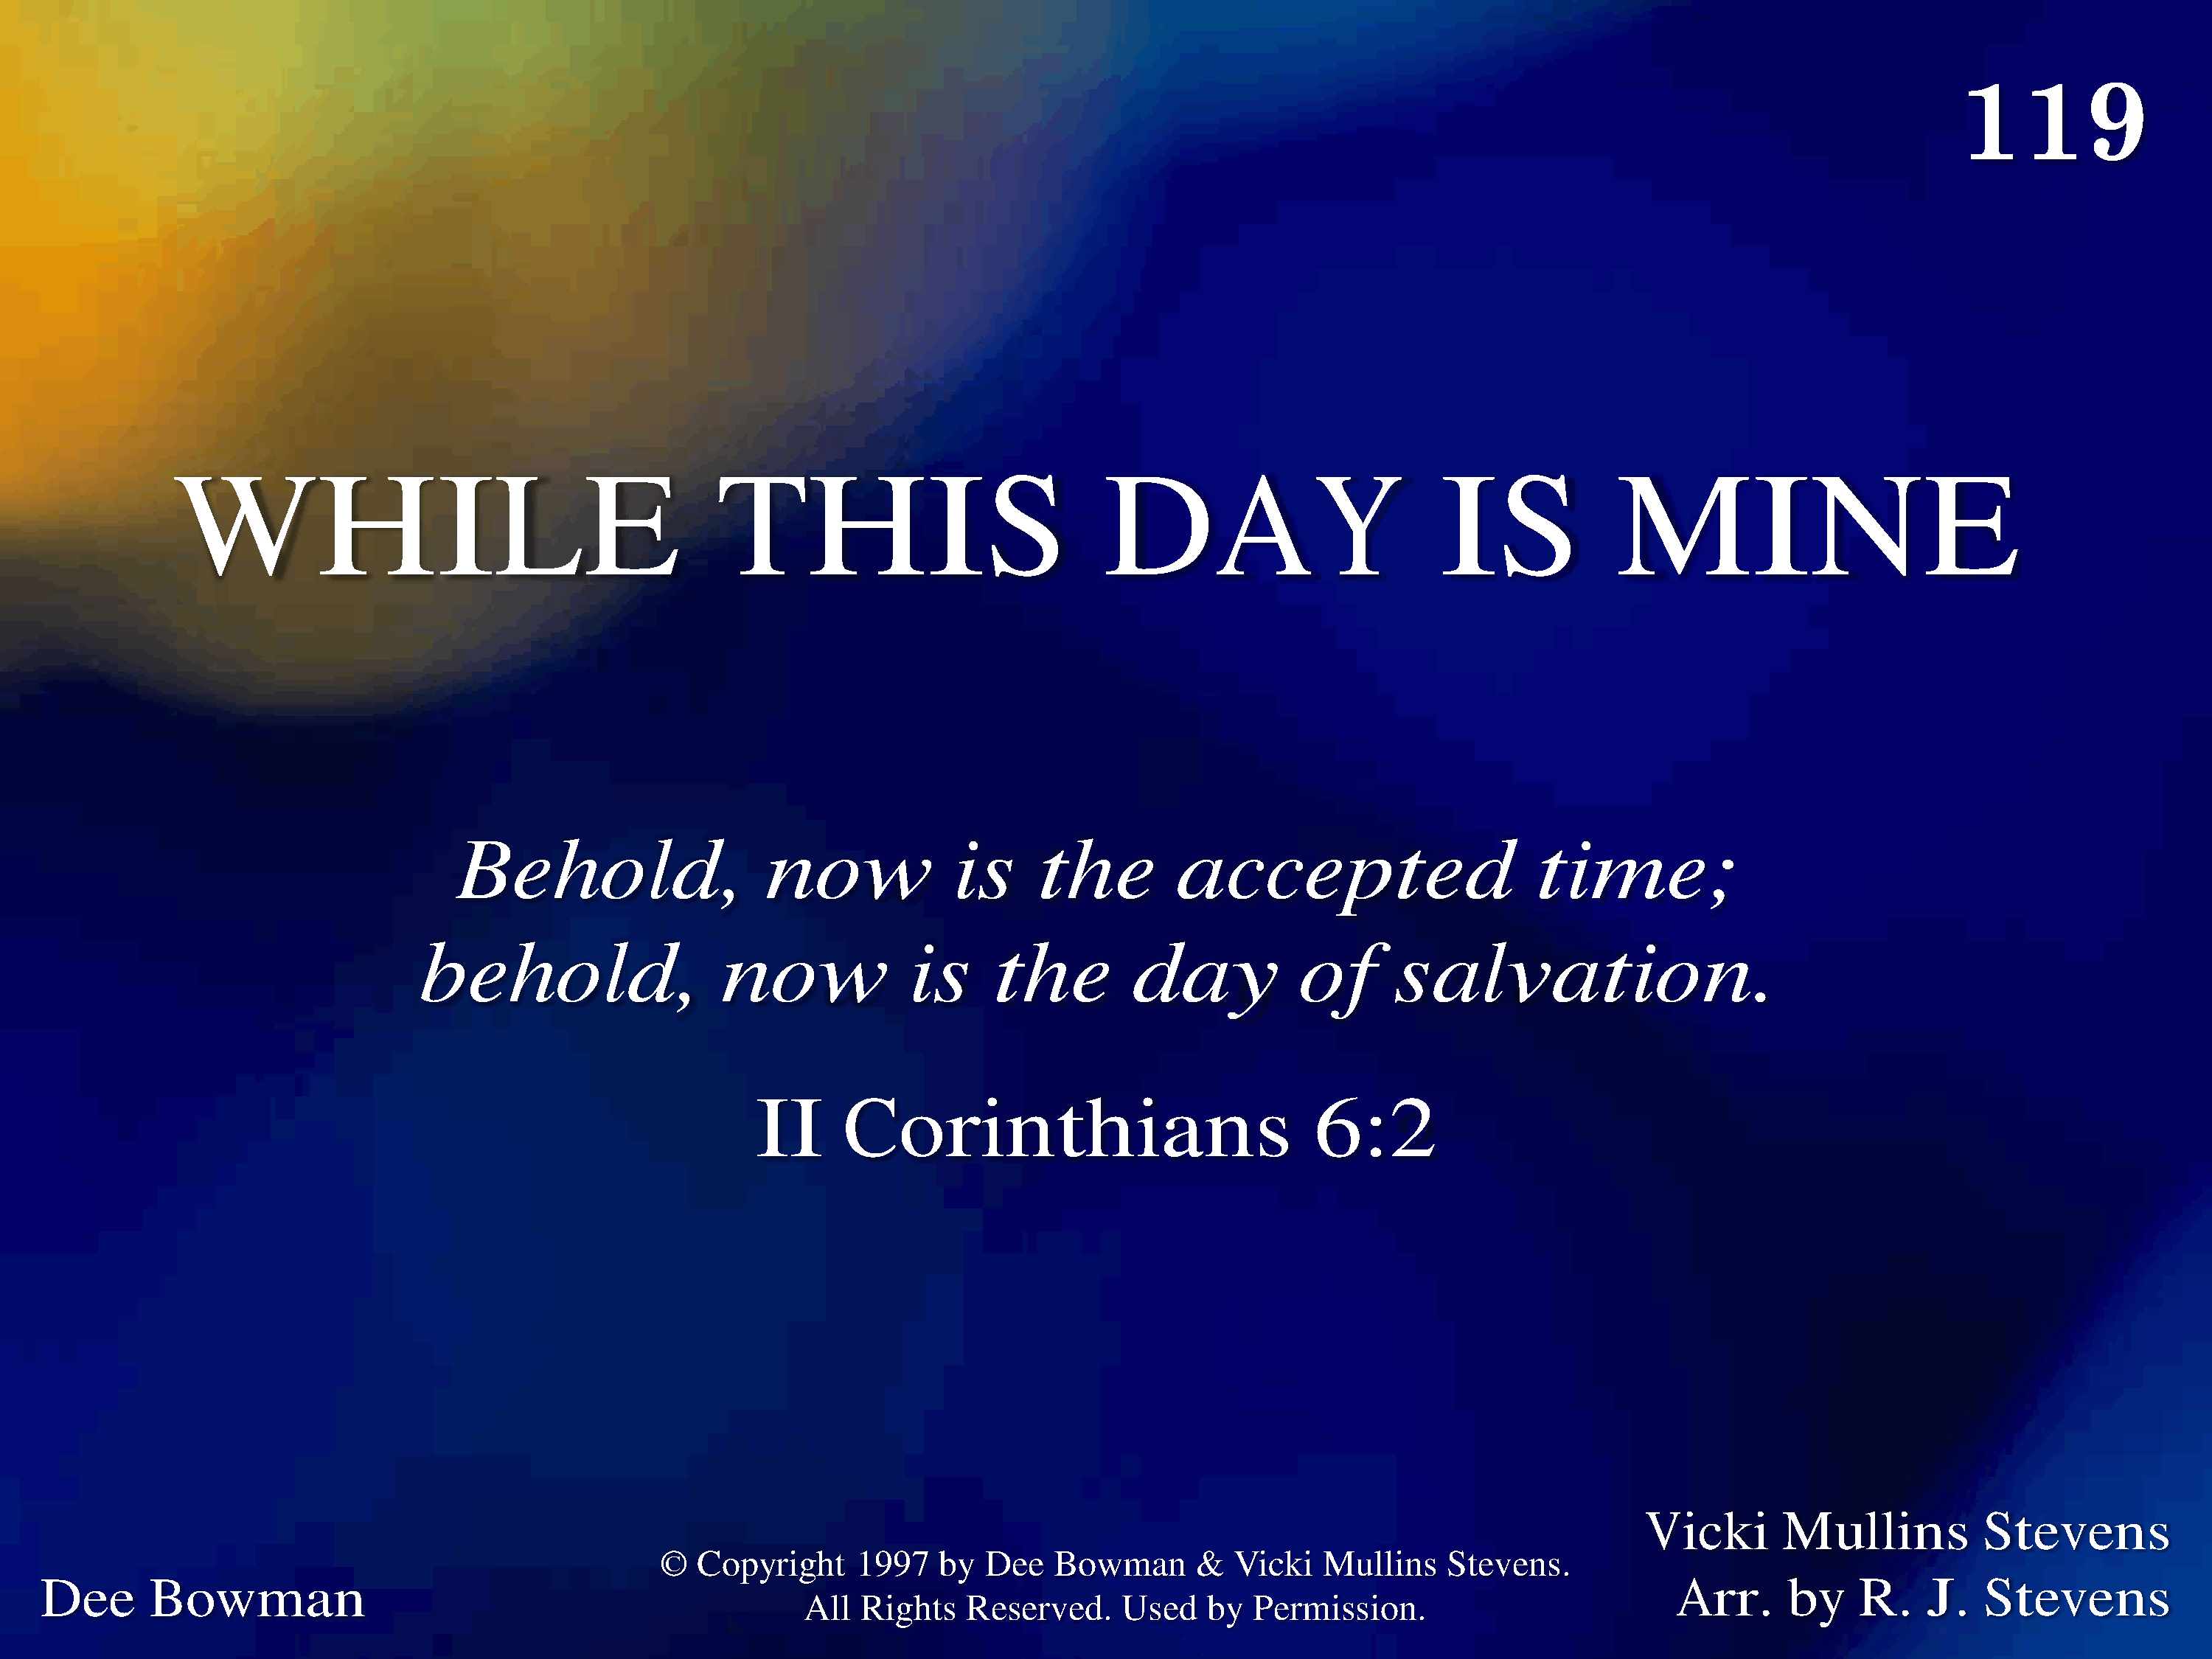 119
WHILE THIS DAY IS MINE
Behold, now is the accepted time;
behold, now is the day of salvation.
II Corinthians 6:2
Dee Bowman
© Copyright 1997 by Dee Bowman & Vicki Mullins Stevens.
All Rights Reserved. Used by Permission.
Vicki Mullins Stevens
Arr. by R. J. Stevens